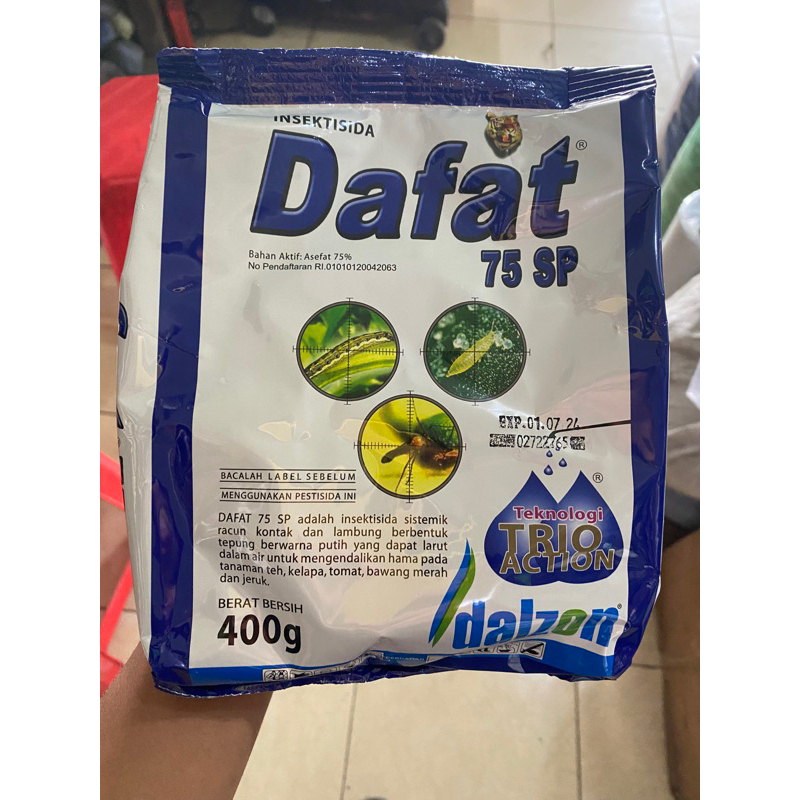 INSEKTISIDA
Dafat®
75 SP
Bahan Aktif: Asefat 75%
No Pendaftaran RI.01010120042063
EXP.01.07 24
02722765
BACALAH LABEL SEBELUM
MENGGUNAKAN PESTISIDA INI
Teknologi ®
TRIO
ACTION
DAFAT 75 SP adalah insektisida sistemik
racun kontak dan lambung berbentuk
tepung berwarna putih yang dapat larut
dalam air untuk mengendalikan hama pada
tanaman teh, kelapa, tomat, bawang merah
dan jeruk.
BERAT BERSIH
400g
dalzon®